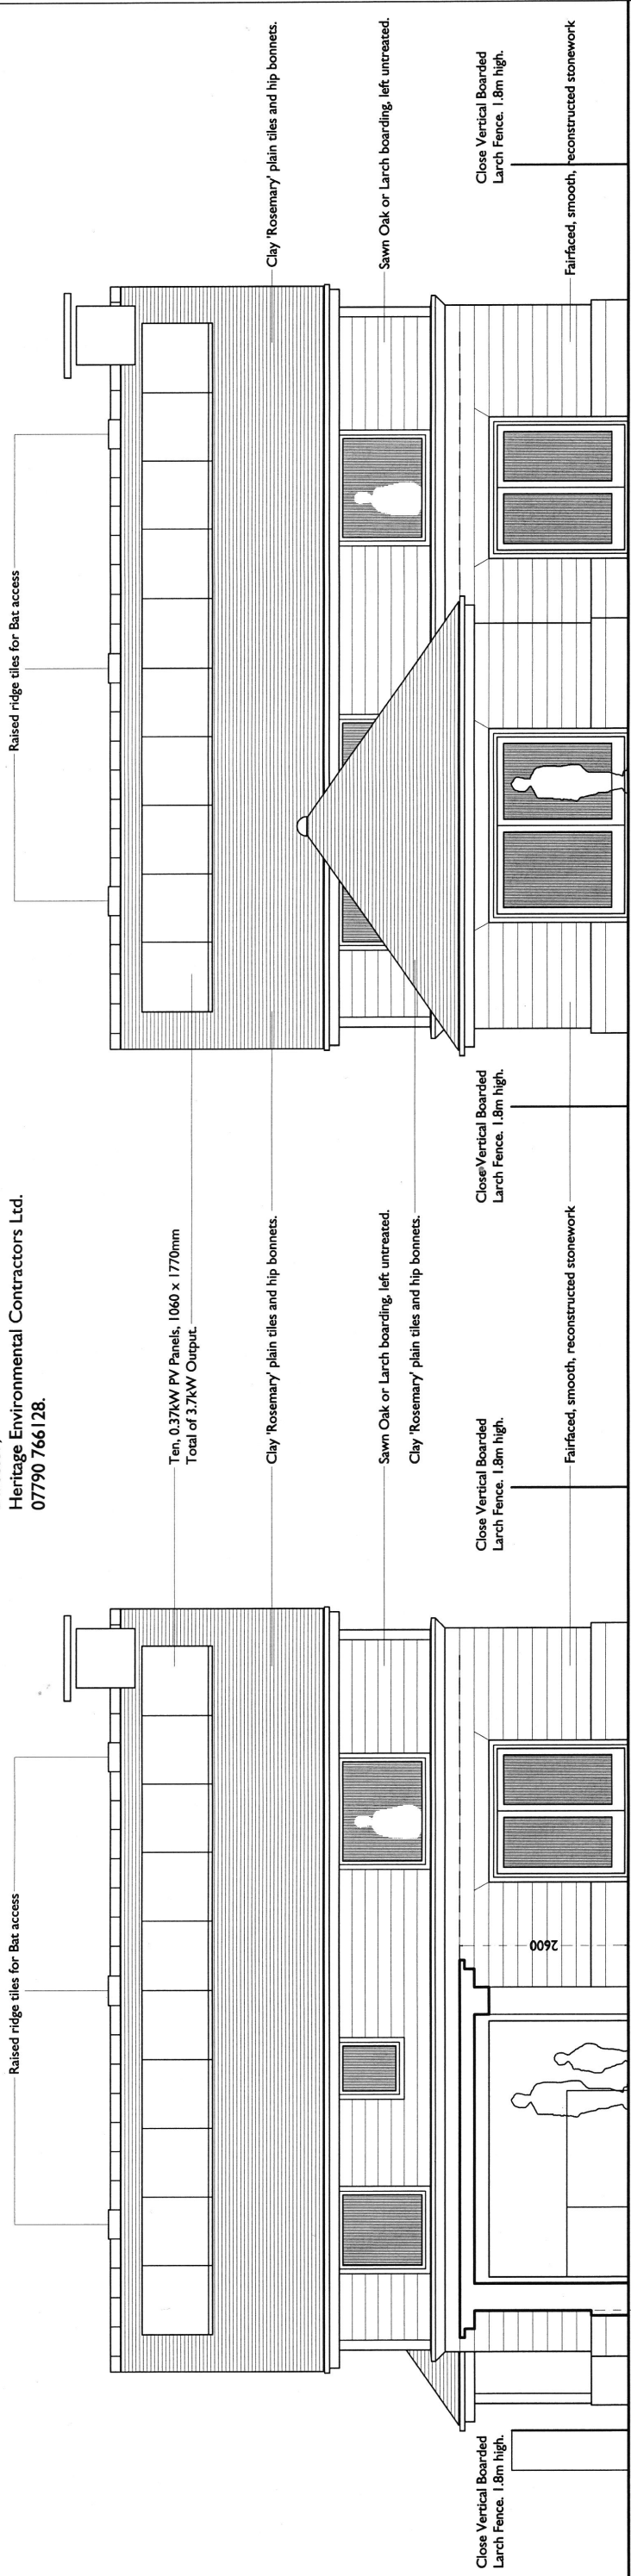 Heritage Environmental Contractors Ltd.
07790 766128.
Raised ridge tiles for Bat access
Raised ridge tiles for Bat access
Ten, 0.37kW PV Panels, 1060 x 1770mm
Total of 3.7kW Output.
Clay 'Rosemary' plain tiles and hip bonnets.
Clay 'Rosemary' plain tiles and hip bonnets.
Sawn Oak or Larch boarding, left untreated.
Clay 'Rosemary' plain tiles and hip bonnets.
Sawn Oak or Larch boarding, left untreated.
Close Vertical Boarded
Larch Fence. 1.8m high.
Close Vertical Boarded
Larch Fence. 1.8m high.
Close Vertical Boarded
Larch Fence. 1.8m high.
Close Vertical Boarded
Larch Fence. 1.8m high.
2600
Fairfaced, smooth, reconstructed stonework
Fairfaced, smooth, reconstructed stonework